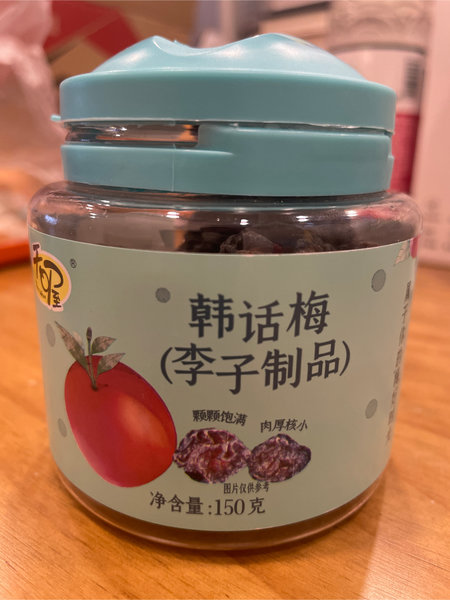 ®
韩话梅
(李子制品)
颗颗饱满
肉厚核小
图片仅供参考
净含量:150克